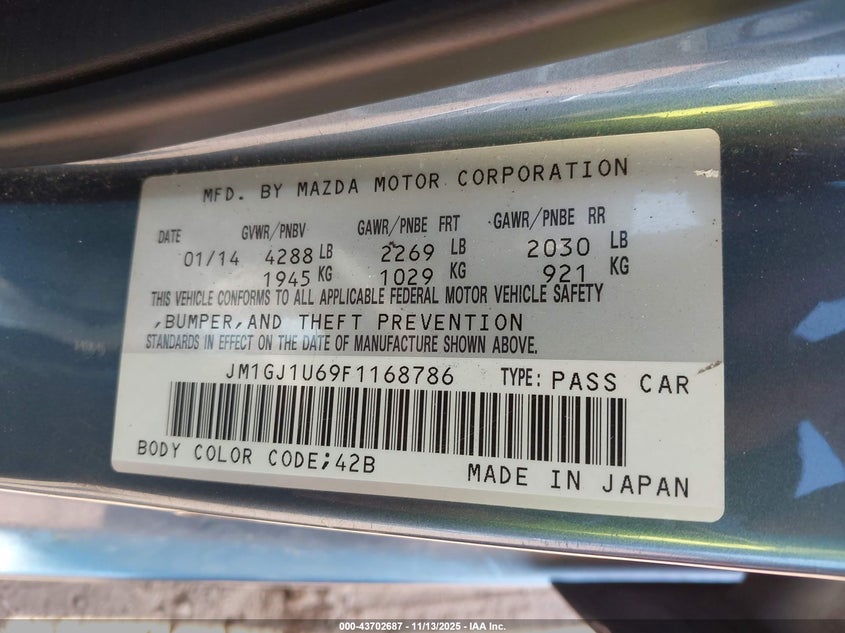 MFD. BY MAZDA MOTOR CORPORATION
DATE GVWR/PNBV GAWR/PNBE FRT GAWR/PNBE RR
01/14 4288 LB 2269 LB 2030 LB
1945 KG 1029 KG 921 KG
THIS VEHICLE CONFORMS TO ALL APPLICABLE FEDERAL MOTOR VEHICLE SAFETY
,BUMPER,AND THEFT PREVENTION
STANDARDS IN EFFECT ON THE DATE OF MANUFACTURE SHOWN ABOVE.
JM1GJ1U69F1168786 TYPE: PASS CAR
BODY COLOR CODE;42B
MADE IN JAPAN
000-43702687 - 11/13/2025 - IAA Inc.